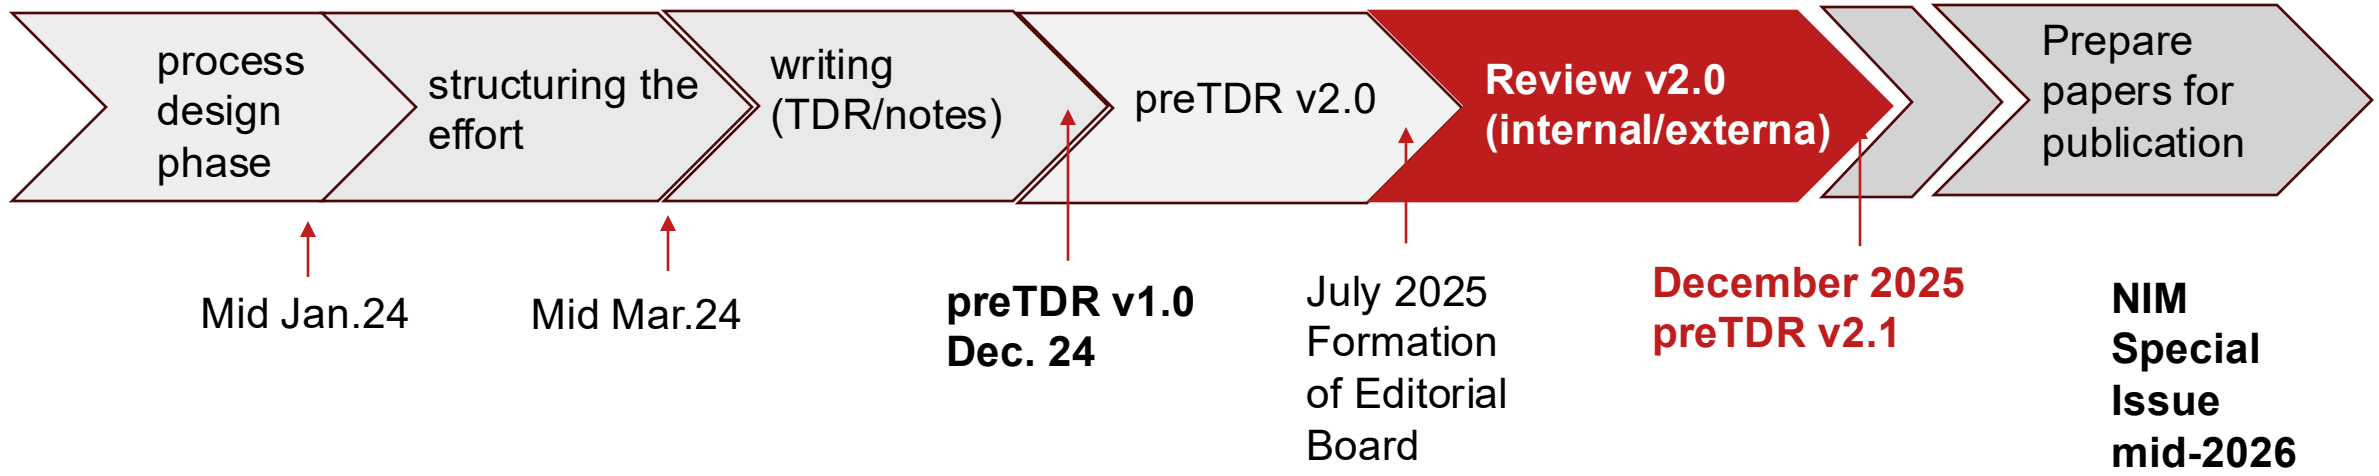 process
design
phase
structuring the
effort
writing
(TDR/notes)
preTDR v2.0
Review v2.0
(internal/externa)
Prepare
papers for
publication
Mid Jan.24
Mid Mar.24
preTDR v1.0
Dec. 24
July 2025
Formation
of Editorial
Board
December 2025
preTDR v2.1
NIM
Special
Issue
mid-2026